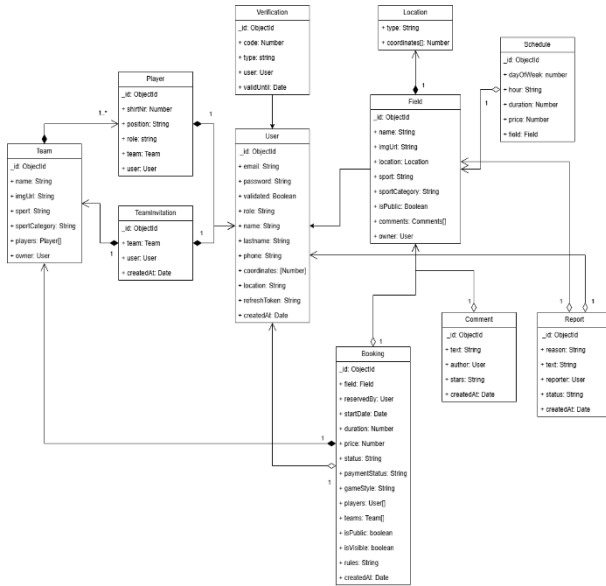 Verification
_id: ObjectId
+ code: Number
+ type: string
+ user: User
+ validUntil: Date
Location
+ type: String
+ coordinates[]: Number
Schedule
_id: ObjectId
+ dayOfWeek: number
+ hour: String
+ duration: Number
+ price: Number
+ field: Field
1
Player
_id: ObjectId
+ shirtNr: Number
+ position: String
+ role: string
+ team: Team
+ user: User
1..*
1
Team
_id: ObjectId
+ name: String
+ imgUrl: String
+ sport: String
+ sportCategory: String
+ players: Player[]
+ owner: User
TeamInvitation
_id: ObjectId
+ team: Team
+ user: User
+ createdAt: Date
1
1
User
_id: ObjectId
+ email: String
+ password: String
+ validated: Boolean
+ role: String
+ name: String
+ lastname: String
+ phone: String
+ coordinates: [Number]
+ location: String
+ refreshToken: String
+ createdAt: Date
1
Field
_id: ObjectId
+ name: String
+ imgUrl: String
+ location: Location
+ sport: String
+ sportCategory: String
+ isPublic: Boolean
+ comments: Comments[]
+ owner: User
1
Comment
_id: ObjectId
+ text: String
+ author: User
+ stars: String
+ createdAt: Date
1
1
Report
_id: ObjectId
+ reason: String
+ text: String
+ reporter: User
+ status: String
+ createdAt: Date
1
Booking
_id: ObjectId
+ field: Field
+ reservedBy: User
+ startDate: Date
+ duration: Number
+ price: Number
+ status: String
+ paymentStatus: String
+ gameStyle: String
+ players: User[]
+ teams: Team[]
+ isPublic: boolean
+ isVisible: boolean
+ rules: String
+ createdAt: Date
1
1